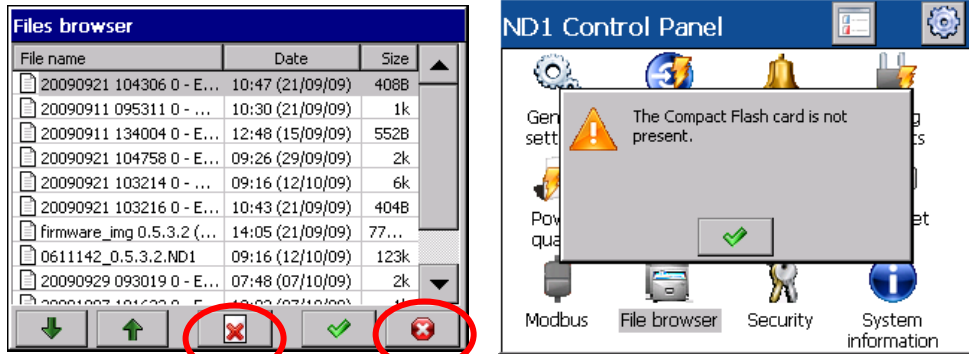 Files browser
File name Date Size
20090921 104306 0 - E... 10:47 (21/09/09) 408B
20090911 095311 0 - ... 10:30 (21/09/09) 1k
20090911 134004 0 - E... 12:48 (15/09/09) 552B
20090921 104758 0 - E... 09:26 (29/09/09) 2k
20090921 103214 0 - ... 09:16 (12/10/09) 6k
20090921 103216 0 - E... 10:43 (21/09/09) 404B
firmware_img 0.5.3.2 (... 14:05 (21/09/09) 77...
0611142_0.5.3.2.ND1 09:16 (12/10/09) 123k
20090929 093019 0 - E... 07:48 (07/10/09) 2k
ND1 Control Panel
The Compact Flash card is not
present.
Modbus File browser Security System
information